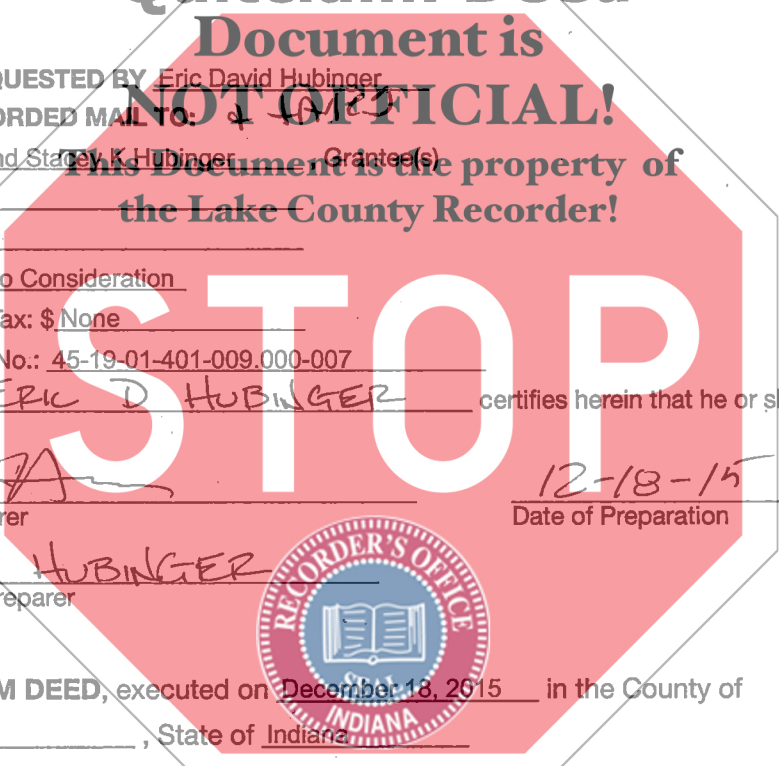 Quitclaim Deed
Document is
QUESTED BY Eric David Hubinger
NOT OFFICIAL!
ORDED MAIL TO:
nd Stacey K Hubinger , Grantee(s)
This Document is the property of
the Lake County Recorder!
o Consideration
Tax: $ None
No.: 45-19-01-401-009.000-007
STOP
ERIC D HUBINGER certifies herein that he or s
12-18-15
rer Date of Preparation
HUBINGER
reparer
RECORDER'S OFFICE
SEAL
INDIANA
M DEED, executed on December 18, 2015 in the County of
, State of Indiana